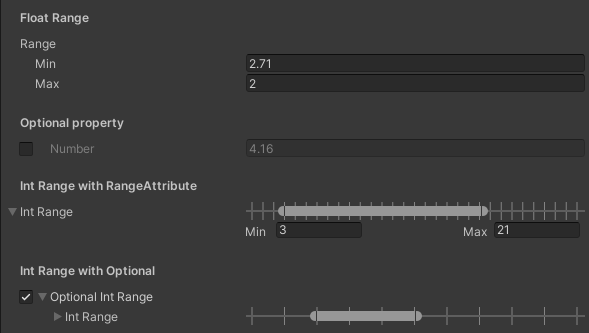 Float Range
Range
Min 2.71
Max 2
Optional property
Number 4.16
Int Range with RangeAttribute
Int Range
Min 3 Max 21
Int Range with Optional
Optional Int Range
Int Range